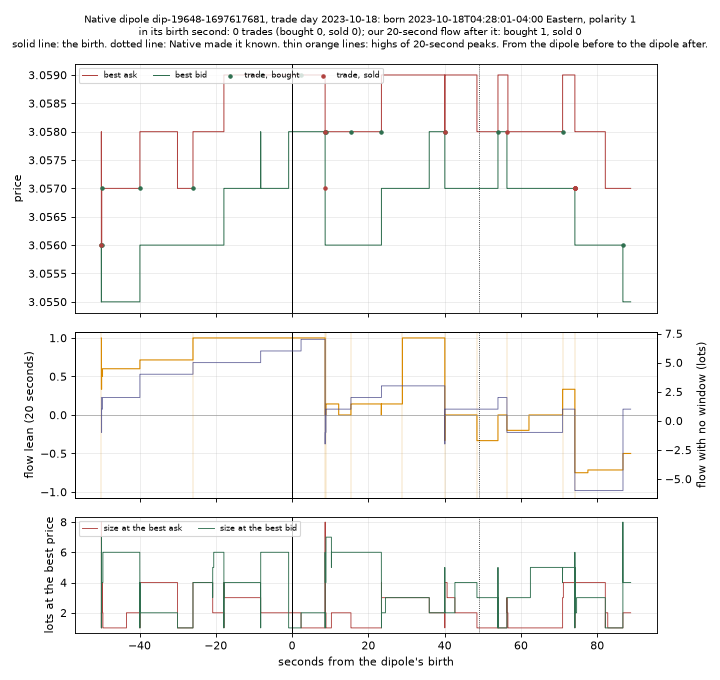 Native dipole dip-19648-1697617681, trade day 2023-10-18: born 2023-10-18T04:28:01-04:00 Eastern, polarity 1
in its birth second: 0 trades (bought 0, sold 0); our 20-second flow after it: bought 1, sold 0
solid line: the birth. dotted line: Native made it known. thin orange lines: highs of 20-second peaks. From the dipole before to the dipole after.
best ask
best bid
trade, bought
trade, sold
3.0590
3.0585
3.0580
3.0575
3.0570
3.0565
3.0560
3.0555
3.0550
price
1.0
0.5
0.0
−0.5
−1.0
flow lean (20 seconds)
7.5
5.0
2.5
0.0
−2.5
−5.0
flow with no window (lots)
size at the best ask
size at the best bid
8
6
4
2
lots at the best price
−40
−20
0
20
40
60
80
seconds from the dipole's birth